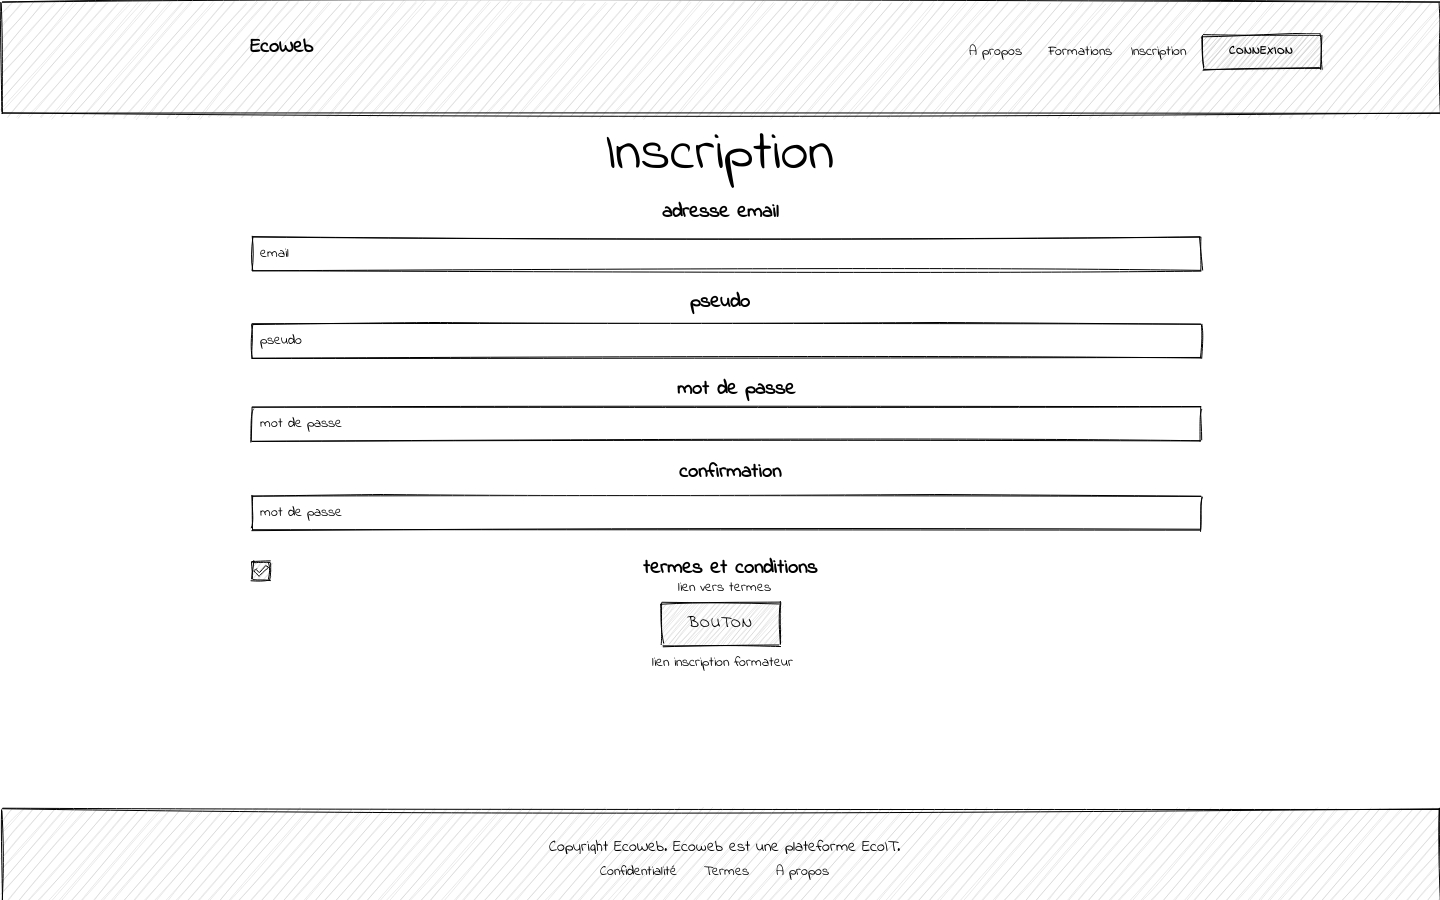 Ecoweb
À propos Formations Inscription CONNEXION
Inscription
adresse email
email
pseudo
pseudo
mot de passe
mot de passe
confirmation
mot de passe
termes et conditions
lien vers termes
BOUTON
lien inscription formateur
Copyright Ecoweb. Ecoweb est une plateforme EcoIT.
Confidentialité Termes À propos